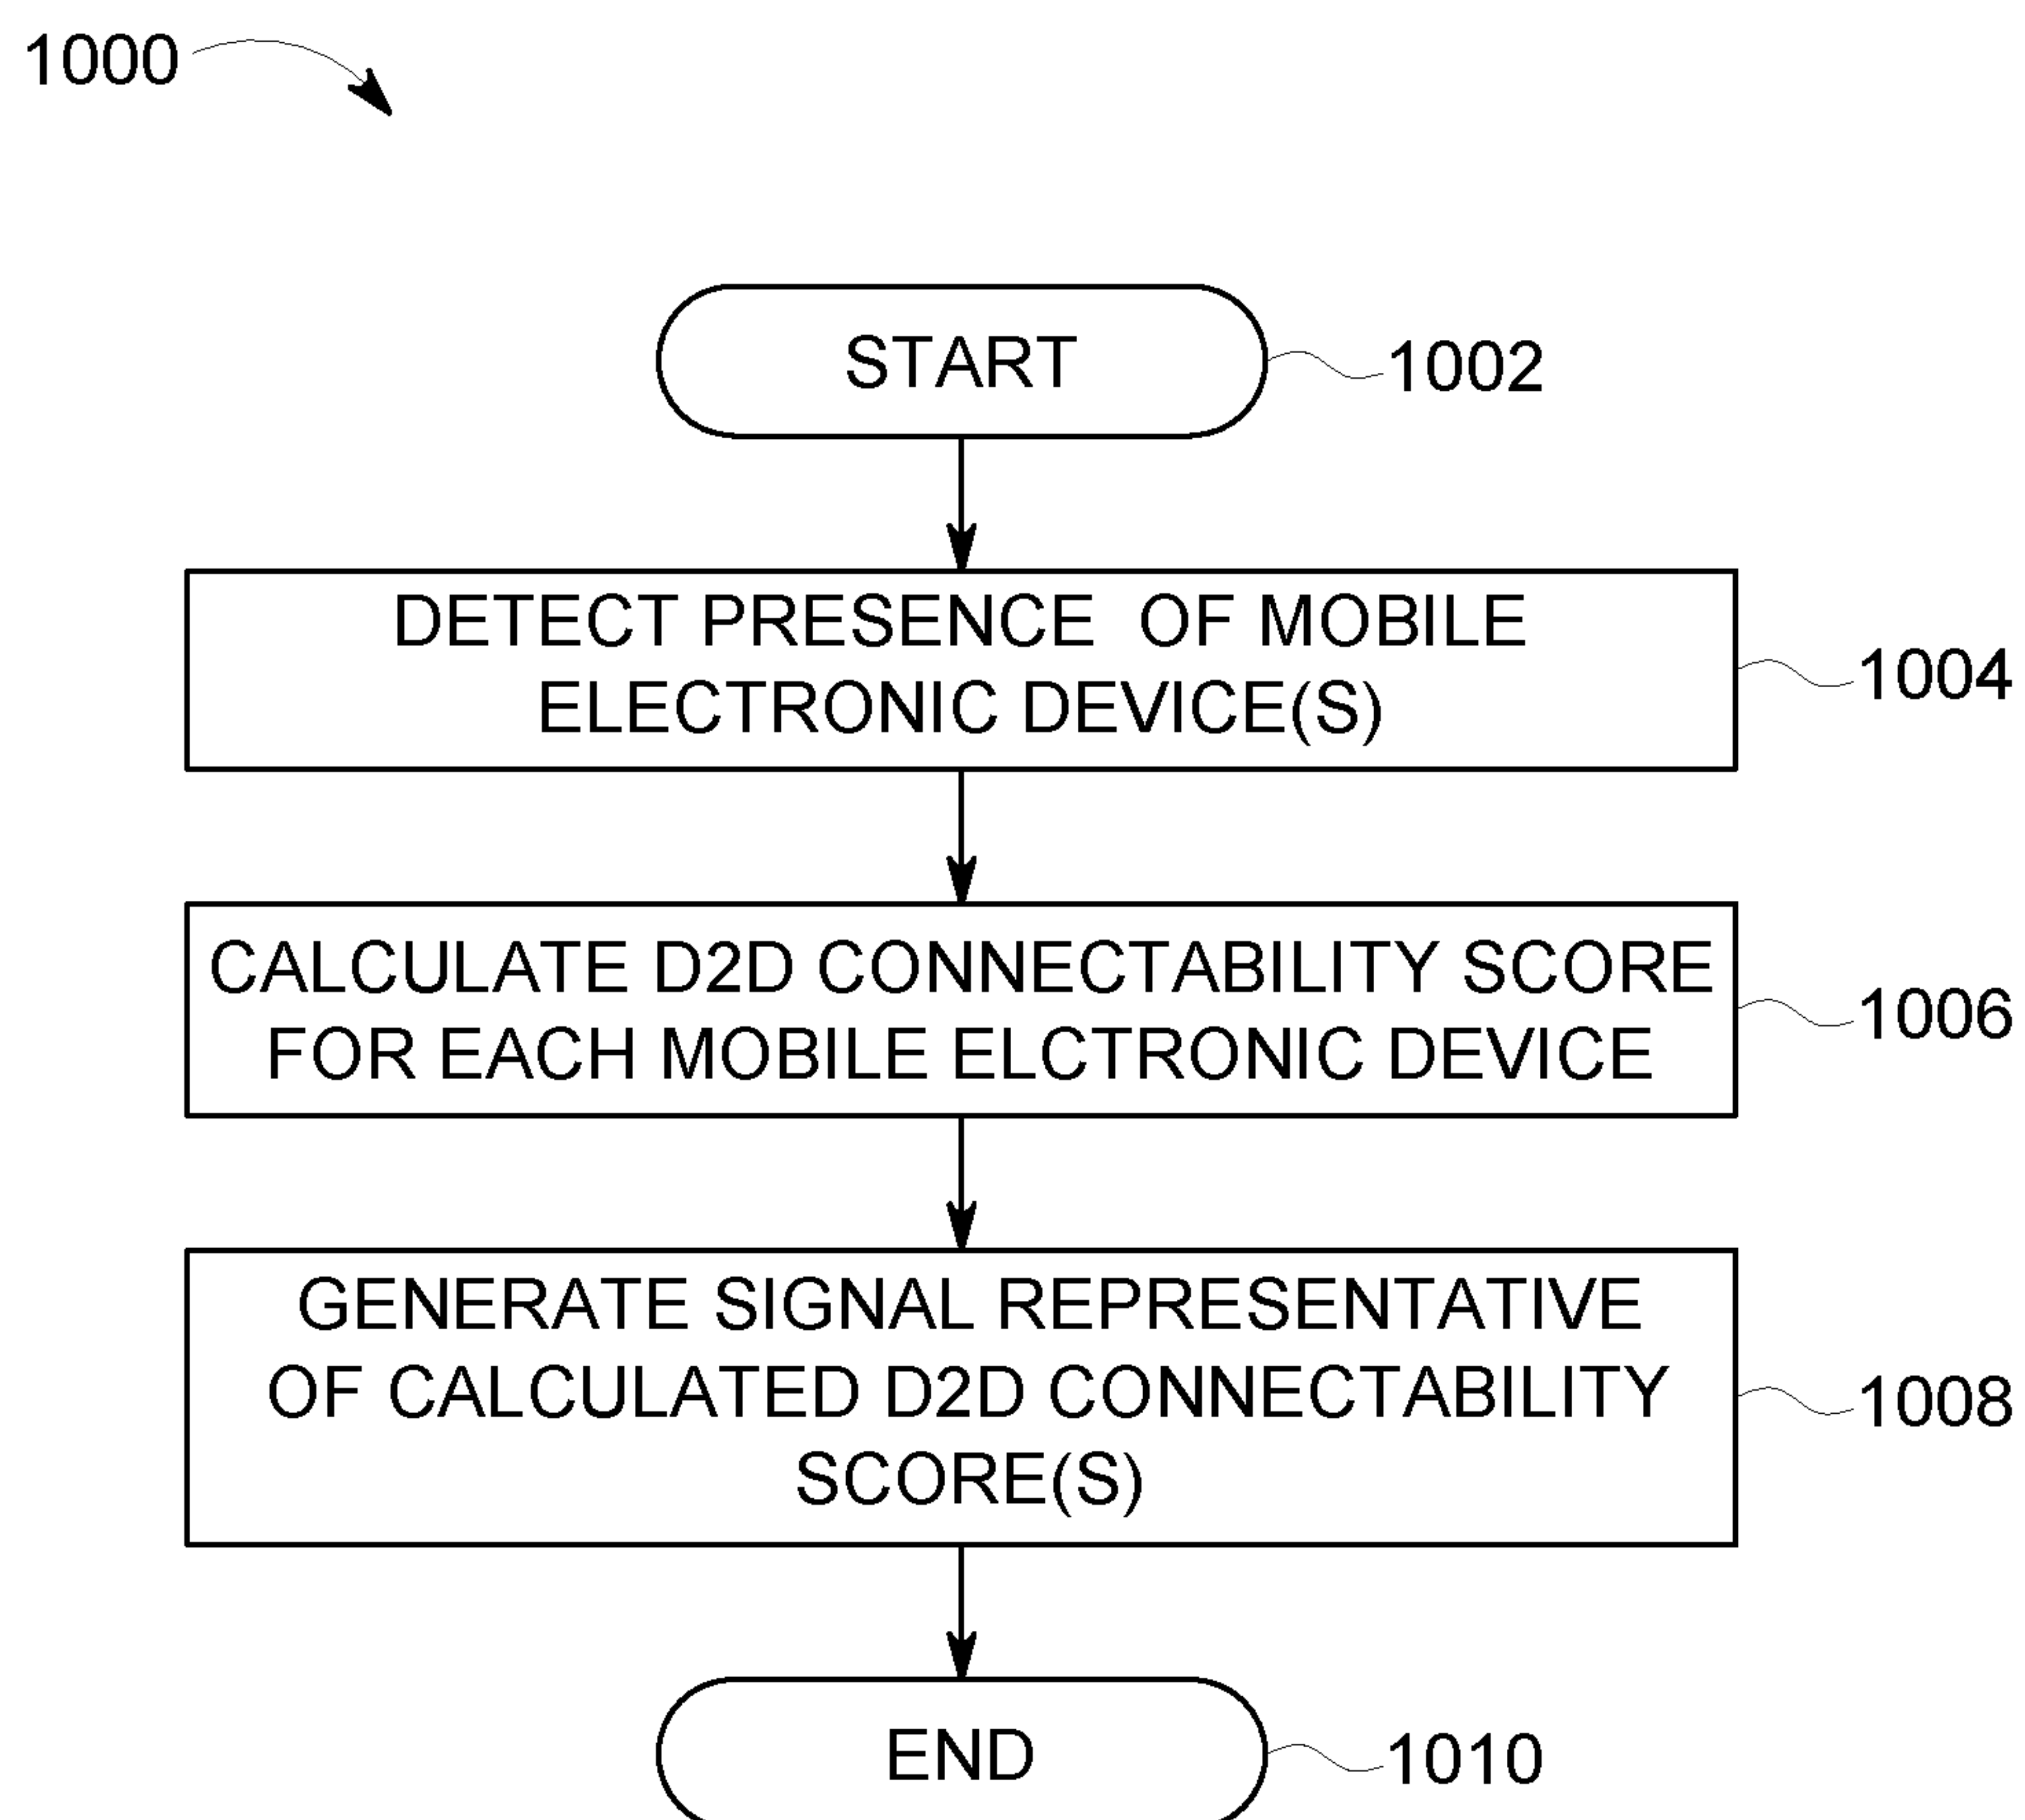 1000
START
1002
DETECT PRESENCE OF MOBILE
ELECTRONIC DEVICE(S)
1004
CALCULATE D2D CONNECTABILITY SCORE
FOR EACH MOBILE ELCTRONIC DEVICE
1006
GENERATE SIGNAL REPRESENTATIVE
OF CALCULATED D2D CONNECTABILITY
SCORE(S)
1008
END
1010